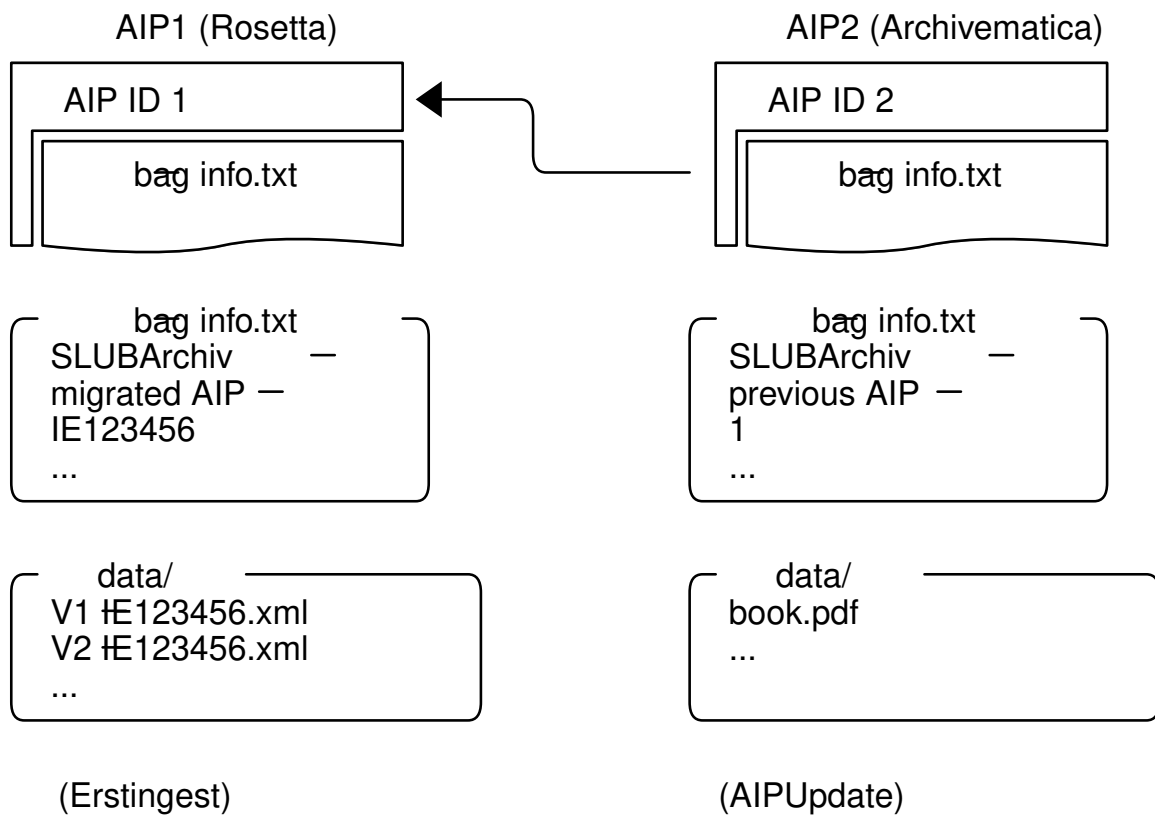 AIP1 (Rosetta)
AIP ID 1
bag info.txt
bag info.txt
SLUBArchiv –
migrated AIP –
IE123456
...
data/
V1 IE123456.xml
V2 IE123456.xml
...
(Erstingest)
AIP2 (Archivematica)
AIP ID 2
bag info.txt
bag info.txt
SLUBArchiv –
previous AIP –
1
...
data/
book.pdf
...
(AIPUpdate)